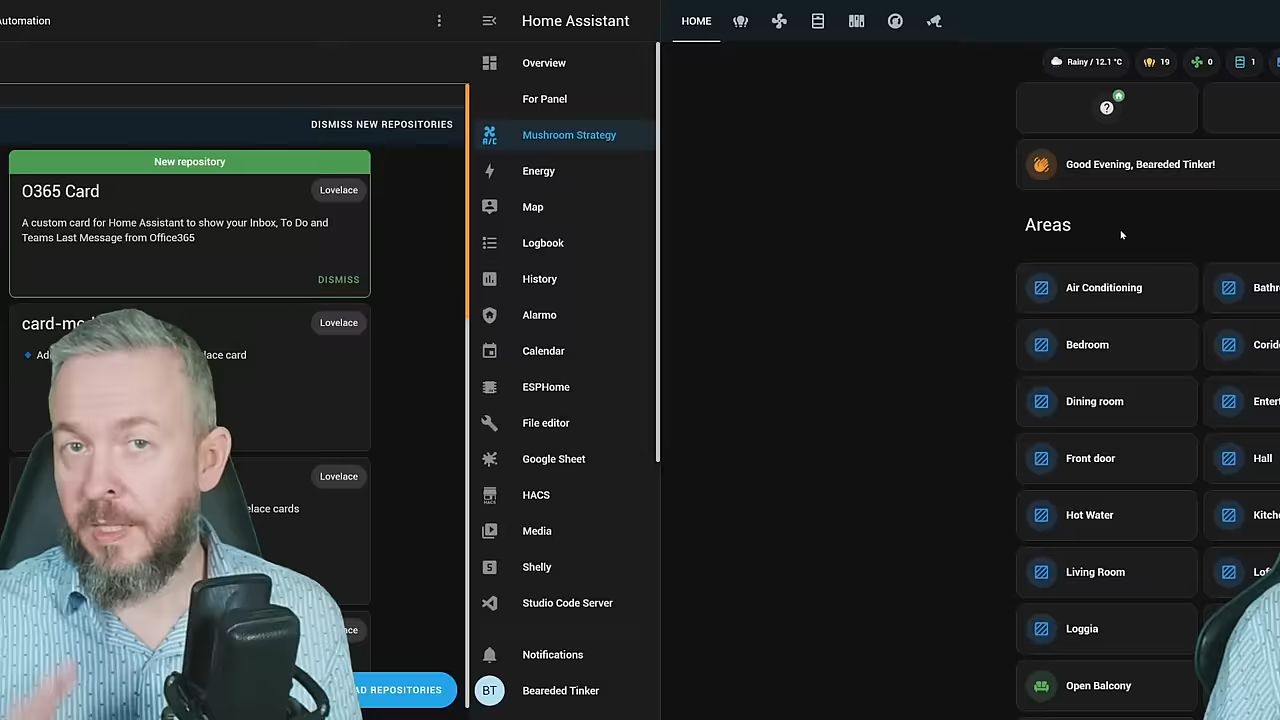 Automation
DISMISS NEW REPOSITORIES
New repository
O365 Card
Lovelace
A custom card for Home Assistant to show your Inbox, To Do and
Teams Last Message from Office365
DISMISS
Lovelace
lace card
Lovelace
elace cards
REPOSITORIES
Home Assistant
Overview
For Panel
A/C
Mushroom Strategy
Energy
Map
Logbook
History
Alarmo
Calendar
ESPHome
File editor
Google Sheet
HACS
HACS
Media
S
Shelly
Studio Code Server
Notifications
BT
Beareded Tinker
HOME
Rainy / 12.1 °C
19
0
1
Good Evening, Beareded Tinker!
Areas
Air Conditioning
Bedroom
Dining room
Front door
Hall
Hot Water
Living Room
Loggia
Open Balcony